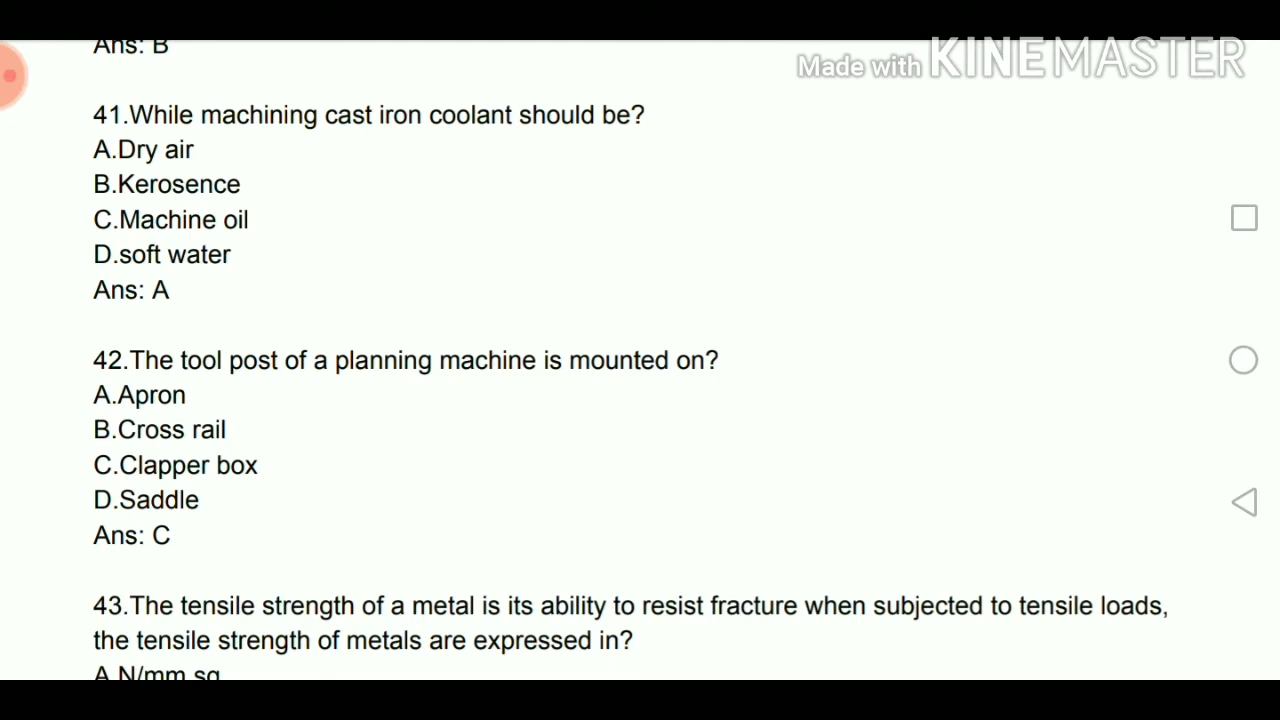 Ans: B
Made with KINEMASTER
41.While machining cast iron coolant should be?
A.Dry air
B.Kerosence
C.Machine oil
D.soft water
Ans: A
42.The tool post of a planning machine is mounted on?
A.Apron
B.Cross rail
C.Clapper box
D.Saddle
Ans: C
43.The tensile strength of a metal is its ability to resist fracture when subjected to tensile loads,
the tensile strength of metals are expressed in?
A.N/mm sq